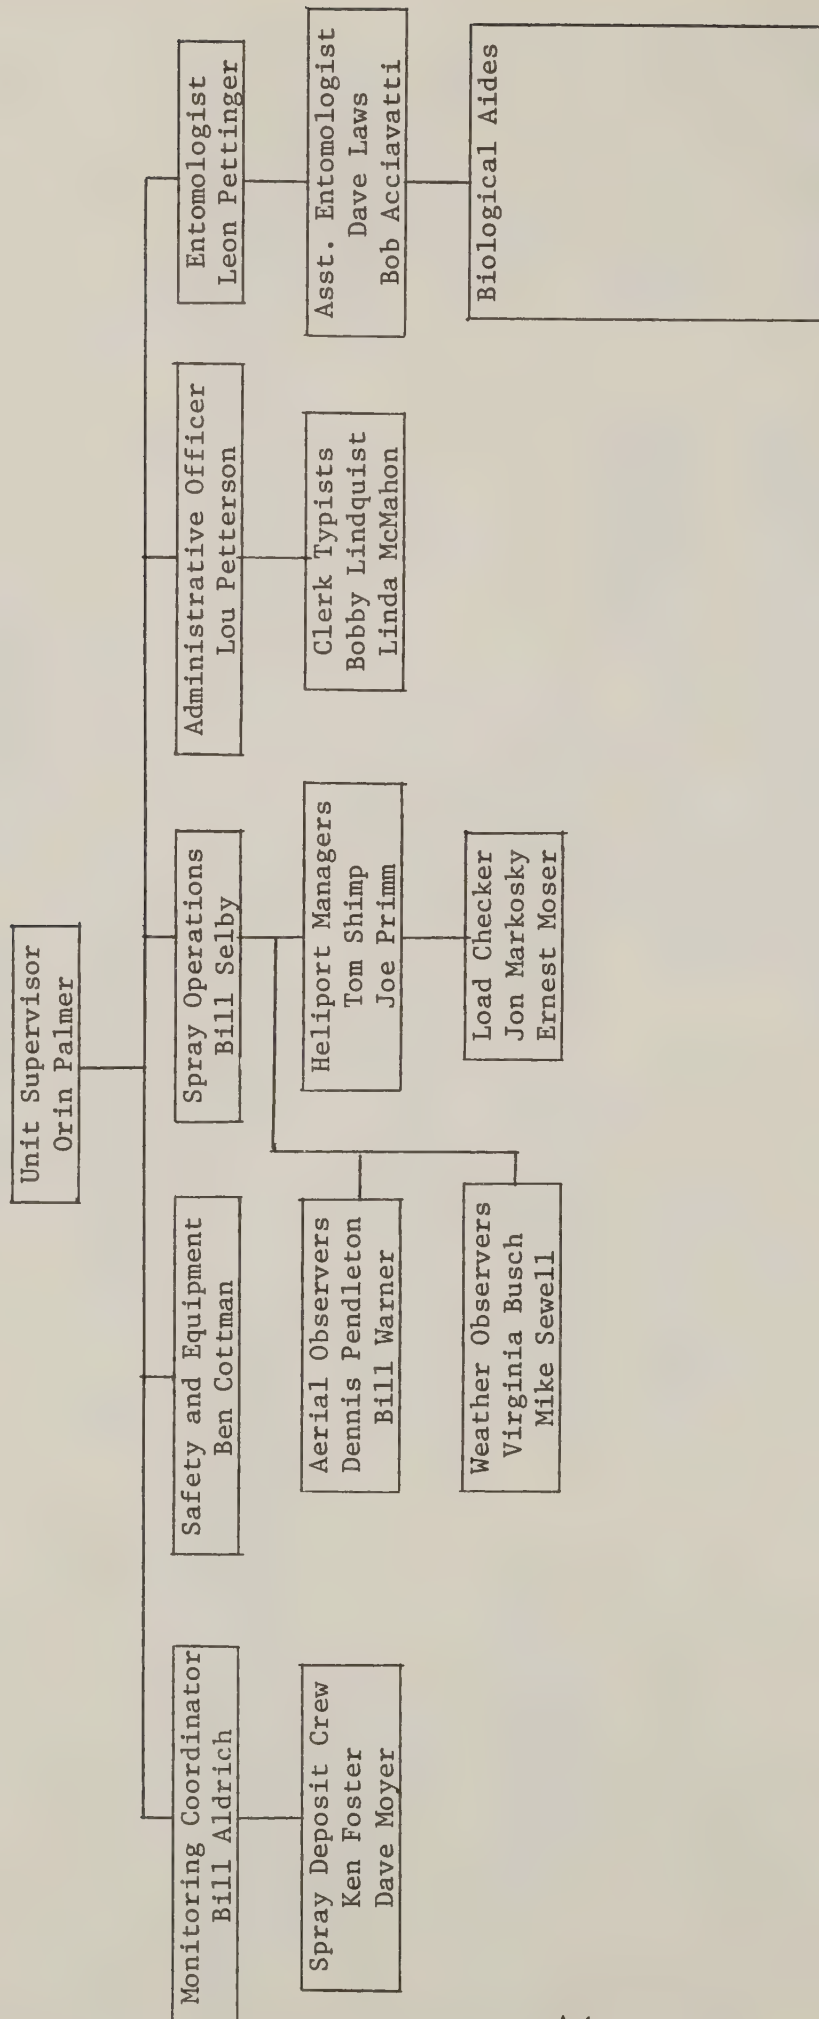 Unit Supervisor
Orin Palmer
Monitoring Coordinator
Bill Aldrich
Safety and Equipment
Ben Cottman
Spray Operations
Bill Selby
Administrative Officer
Lou Petterson
Entomologist
Leon Pettinger
Spray Deposit Crew
Ken Foster
Dave Moyer
Aerial Observers
Dennis Pendleton
Bill Warner
Heliport Managers
Tom Shimp
Joe Primm
Clerk Typists
Bobby Lindquist
Linda McMahon
Asst. Entomologist
Dave Laws
Bob Acciavatti
Weather Observers
Virginia Busch
Mike Sewell
Load Checker
Jon Markosky
Ernest Moser
Biological Aides